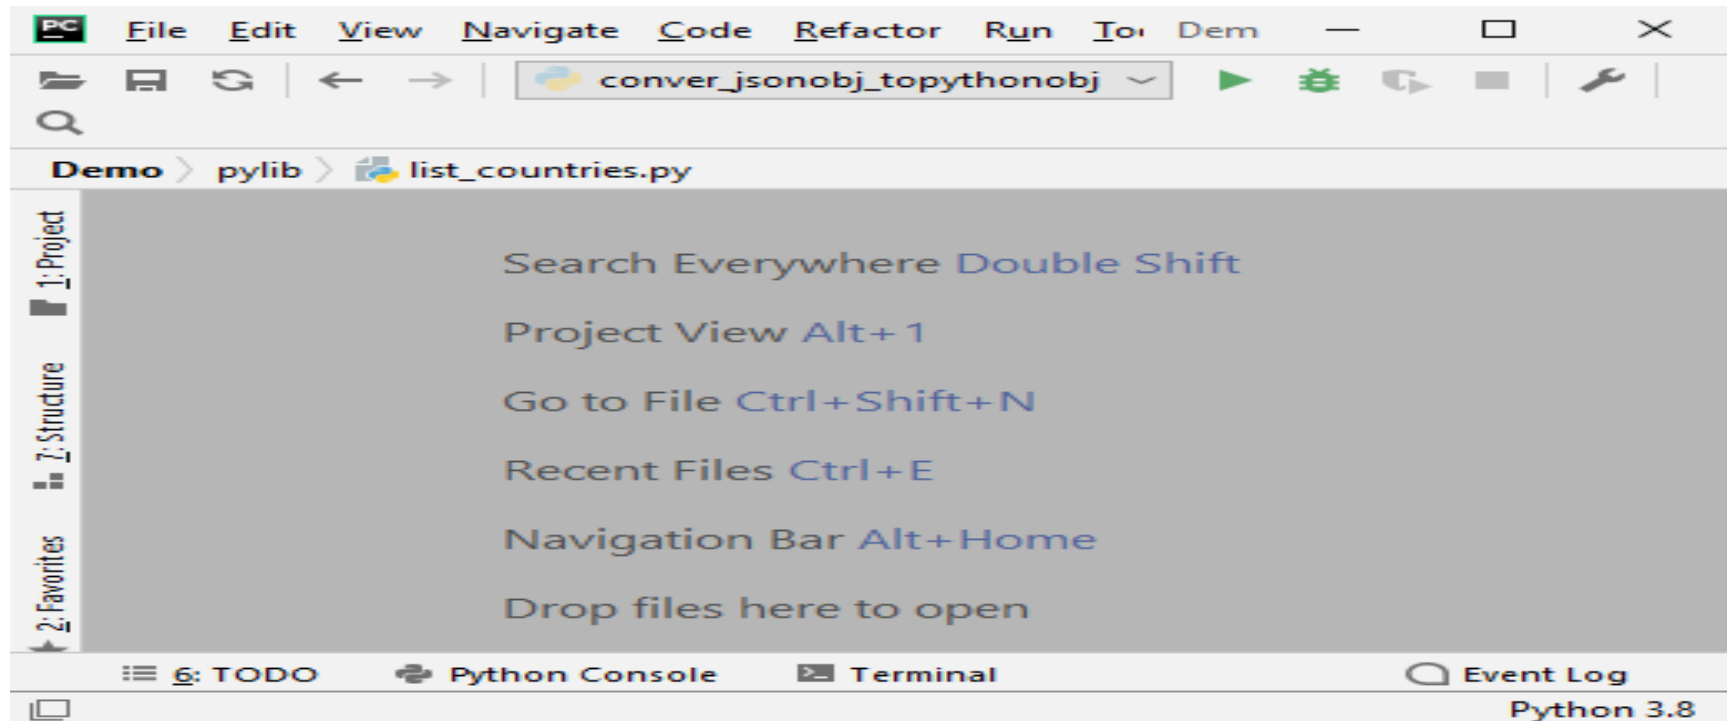 PC File Edit View Navigate Code Refactor Run Dem
conver_jsonobj_topythonobj
Demo pylib list_countries.py
1: Project
Search Everywhere Double Shift
Project View Alt+1
7: Structure
Go to File Ctrl+Shift+N
Recent Files Ctrl+E
2: Favorites
Navigation Bar Alt+Home
Drop files here to open
6: TODO Python Console Terminal Event Log
Python 3.8